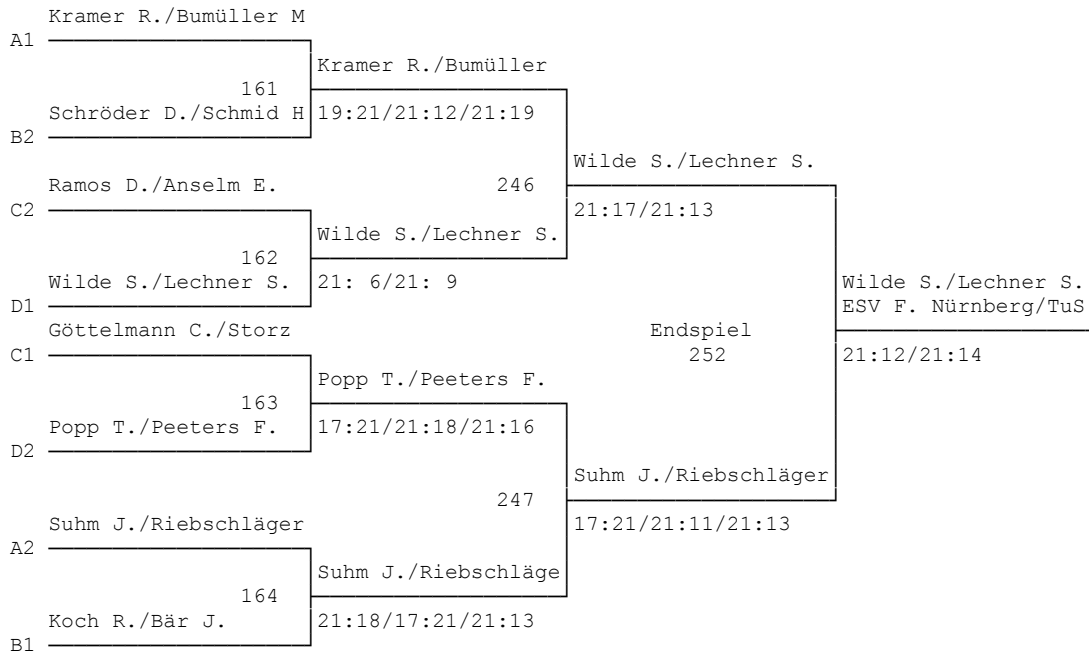 Kramer R./Bumüller M
A1
Kramer R./Bumüller
161
Schröder D./Schmid H 19:21/21:12/21:19
B2
Wilde S./Lechner S.
Ramos D./Anselm E. 246
C2 21:17/21:13
Wilde S./Lechner S.
162
Wilde S./Lechner S. 21: 6/21: 9 Wilde S./Lechner S.
D1 ESV F. Nürnberg/TuS
Göttelmann C./Storz Endspiel
C1 252 21:12/21:14
Popp T./Peeters F.
163
Popp T./Peeters F. 17:21/21:18/21:16
D2
Suhm J./Riebschläger
247
Suhm J./Riebschläger 17:21/21:11/21:13
A2
Suhm J./Riebschläge
164
Koch R./Bär J. 21:18/17:21/21:13
B1